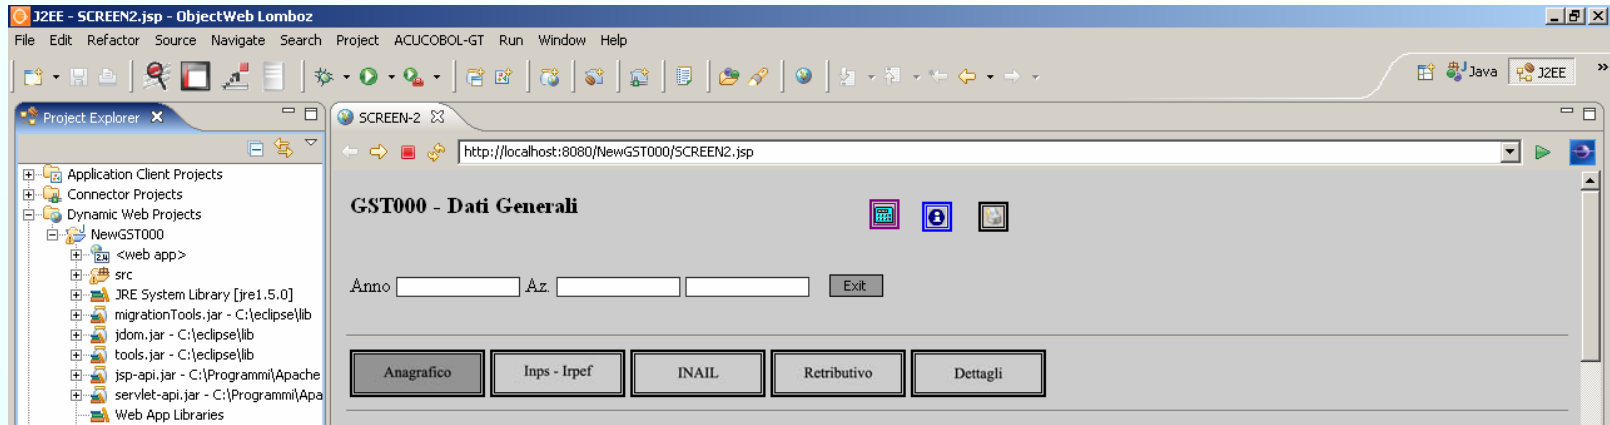 J2EE - SCREEN2.jsp - ObjectWeb Lomboz
File Edit Refactor Source Navigate Search Project ACUCOBOL-GT Run Window Help
Java J2EE »
Project Explorer
SCREEN-2
http://localhost:8080/NewGST000/SCREEN2.jsp
Application Client Projects
Connector Projects
Dynamic Web Projects
NewGST000
<web app>
src
JRE System Library [jre1.5.0]
migrationTools.jar - C:\eclipse\lib
jdom.jar - C:\eclipse\lib
tools.jar - C:\eclipse\lib
jsp-api.jar - C:\Programmi\Apache
servlet-api.jar - C:\Programmi\Apa
Web App Libraries
GST000 - Dati Generali
Anno Az. Exit
Anagrafico Inps - Irpef INAIL Retributivo Dettagli